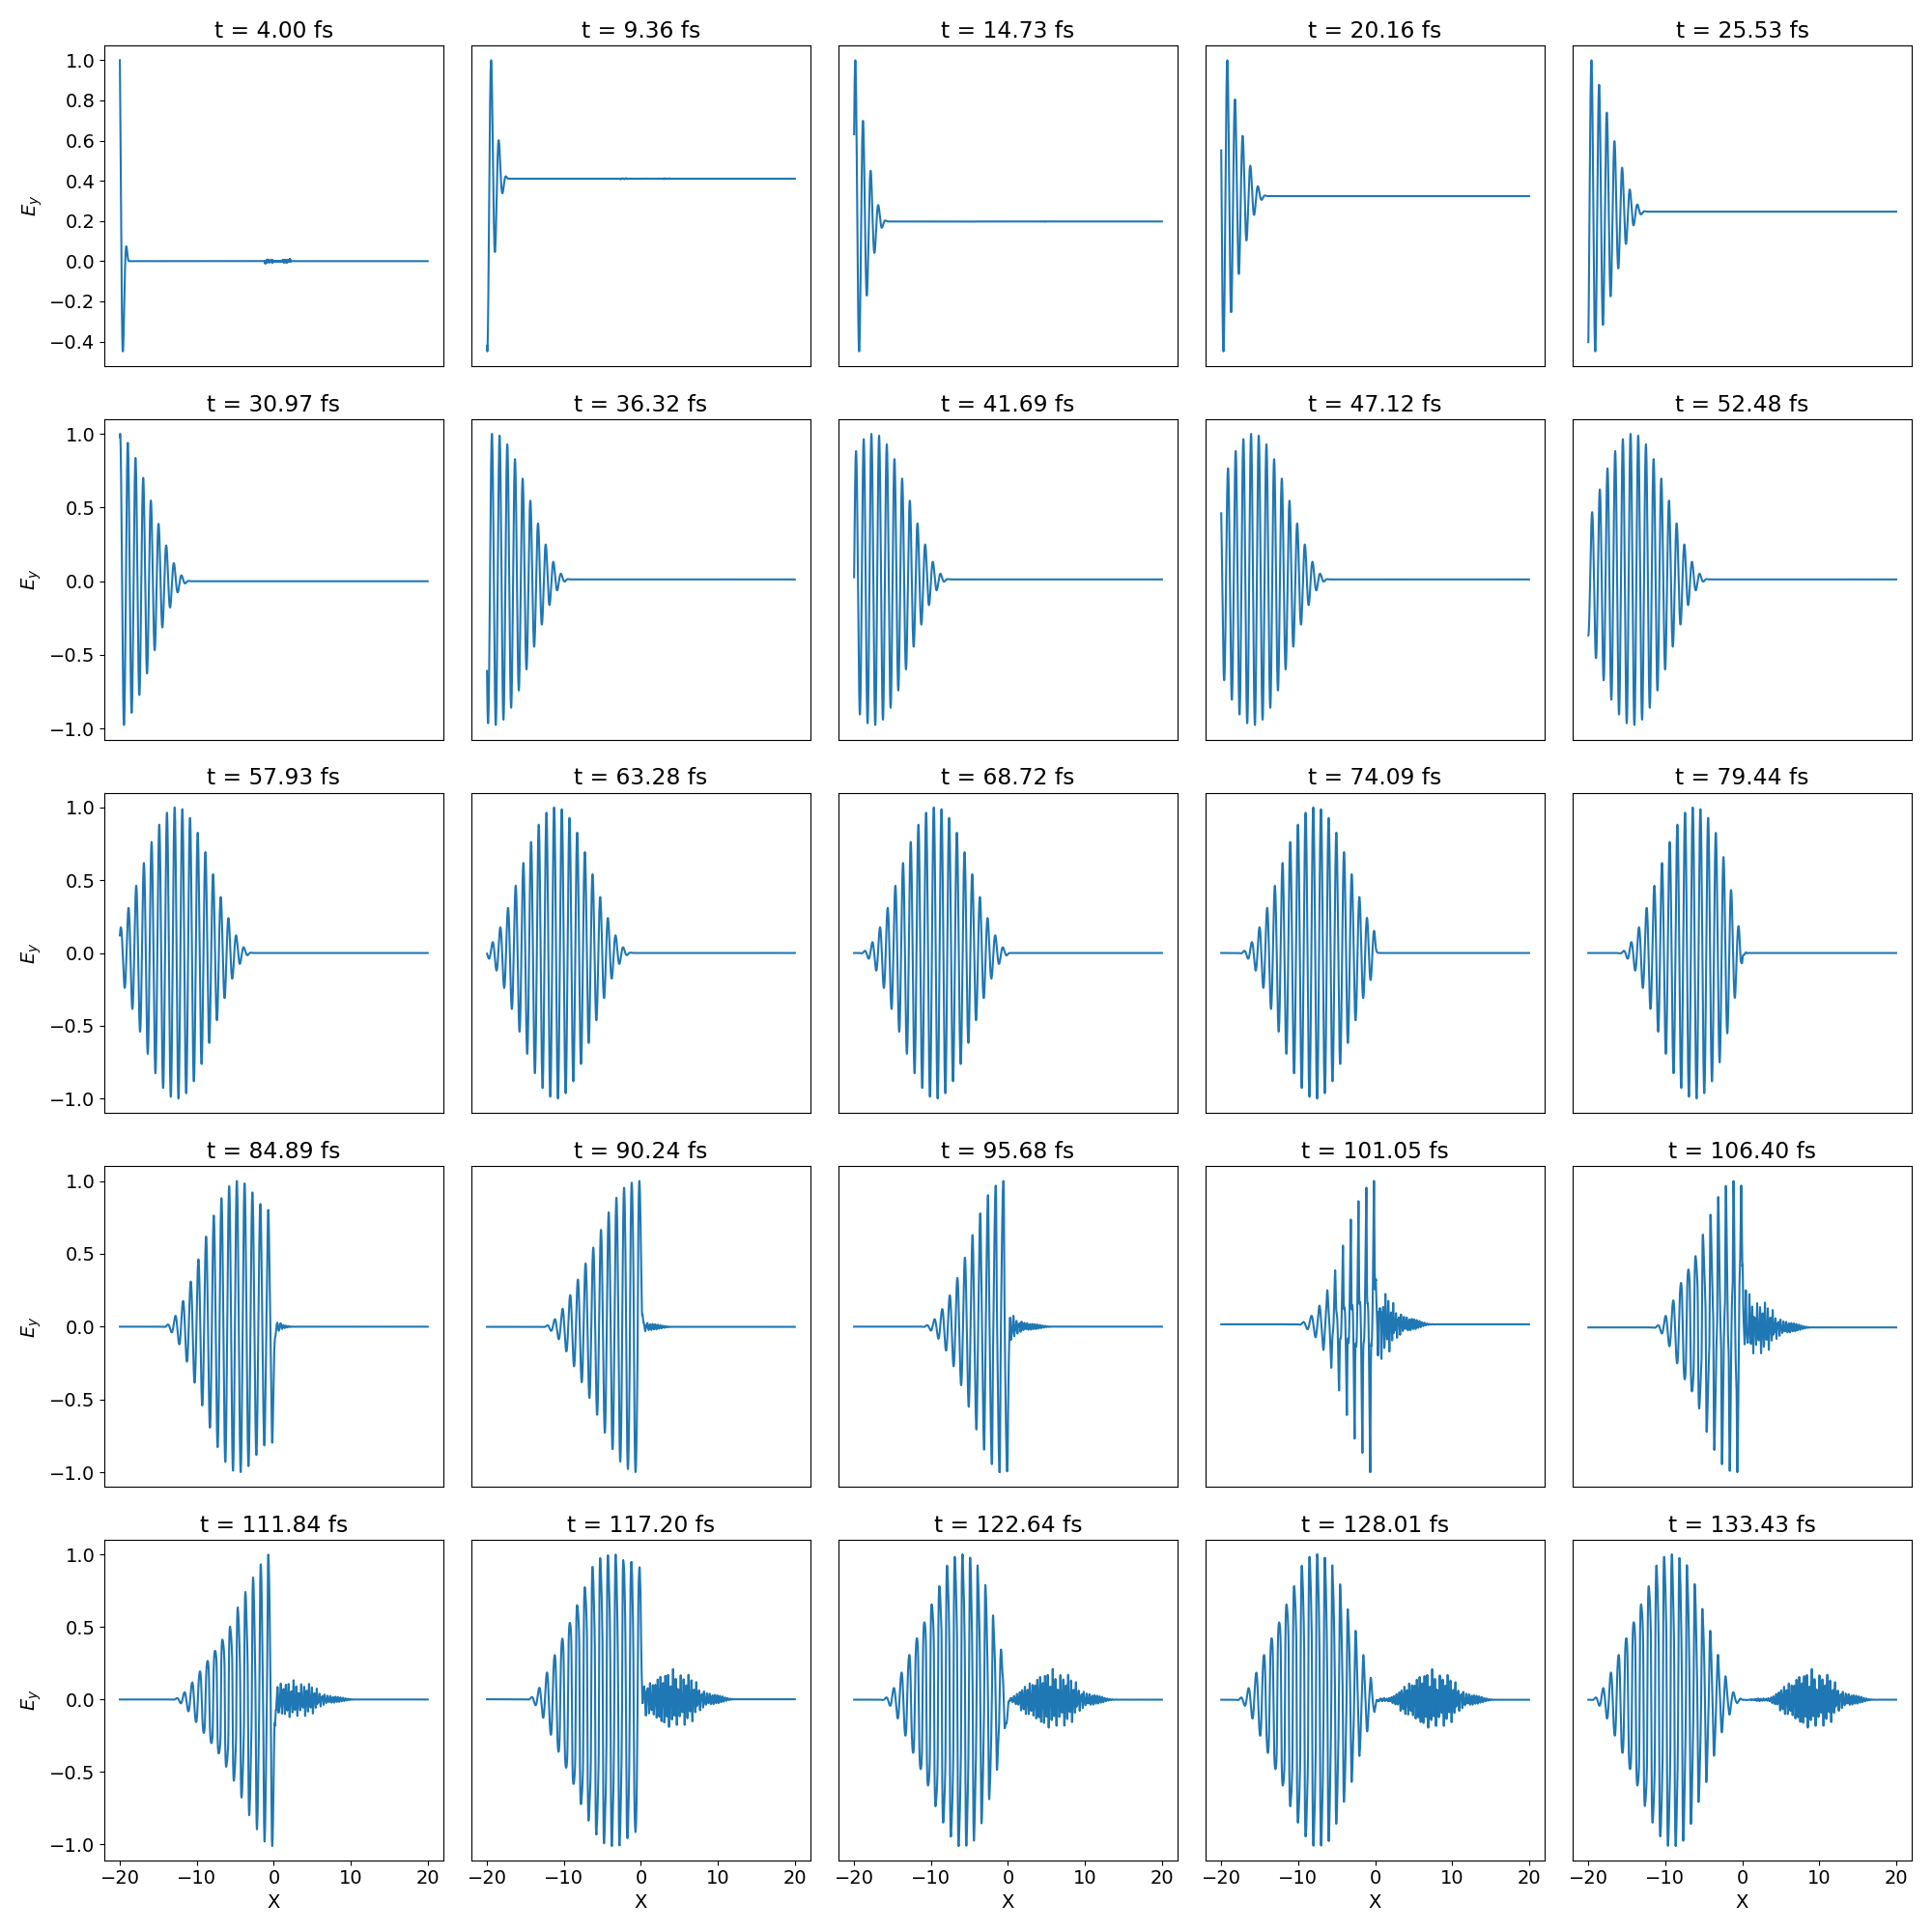 t = 4.00 fs
t = 9.36 fs
t = 14.73 fs
t = 20.16 fs
t = 25.53 fs
1.0
0.8
0.6
0.4
0.2
0.0
−0.2
−0.4
E_y
t = 30.97 fs
t = 36.32 fs
t = 41.69 fs
t = 47.12 fs
t = 52.48 fs
1.0
0.5
0.0
−0.5
−1.0
E_y
t = 57.93 fs
t = 63.28 fs
t = 68.72 fs
t = 74.09 fs
t = 79.44 fs
1.0
0.5
0.0
−0.5
−1.0
E_y
t = 84.89 fs
t = 90.24 fs
t = 95.68 fs
t = 101.05 fs
t = 106.40 fs
1.0
0.5
0.0
−0.5
−1.0
E_y
t = 111.84 fs
t = 117.20 fs
t = 122.64 fs
t = 128.01 fs
t = 133.43 fs
1.0
0.5
0.0
−0.5
−1.0
E_y
−20 −10 0 10 20
−20 −10 0 10 20
−20 −10 0 10 20
−20 −10 0 10 20
−20 −10 0 10 20
X
X
X
X
X